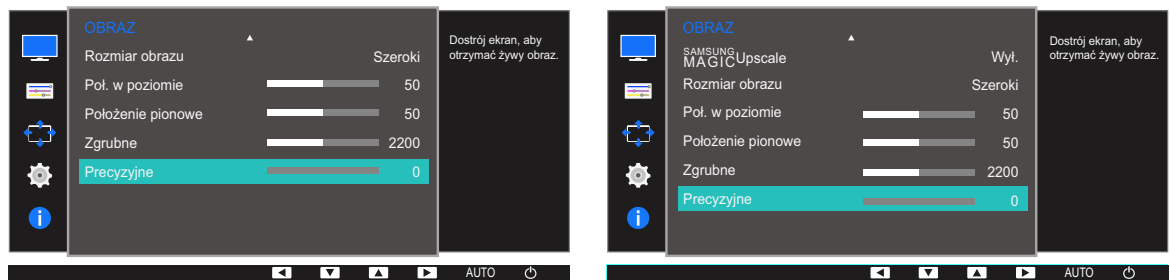 OBRAZ
Rozmiar obrazu Szeroki
Poł. w poziomie 50
Położenie pionowe 50
Zgrubne 2200
Precyzyjne 0
Dostrój ekran, aby
otrzymać żywy obraz.
AUTO
OBRAZ
SAMSUNG
MAGICUpscale Wył.
Rozmiar obrazu Szeroki
Poł. w poziomie 50
Położenie pionowe 50
Zgrubne 2200
Precyzyjne 0
Dostrój ekran, aby
otrzymać żywy obraz.
AUTO